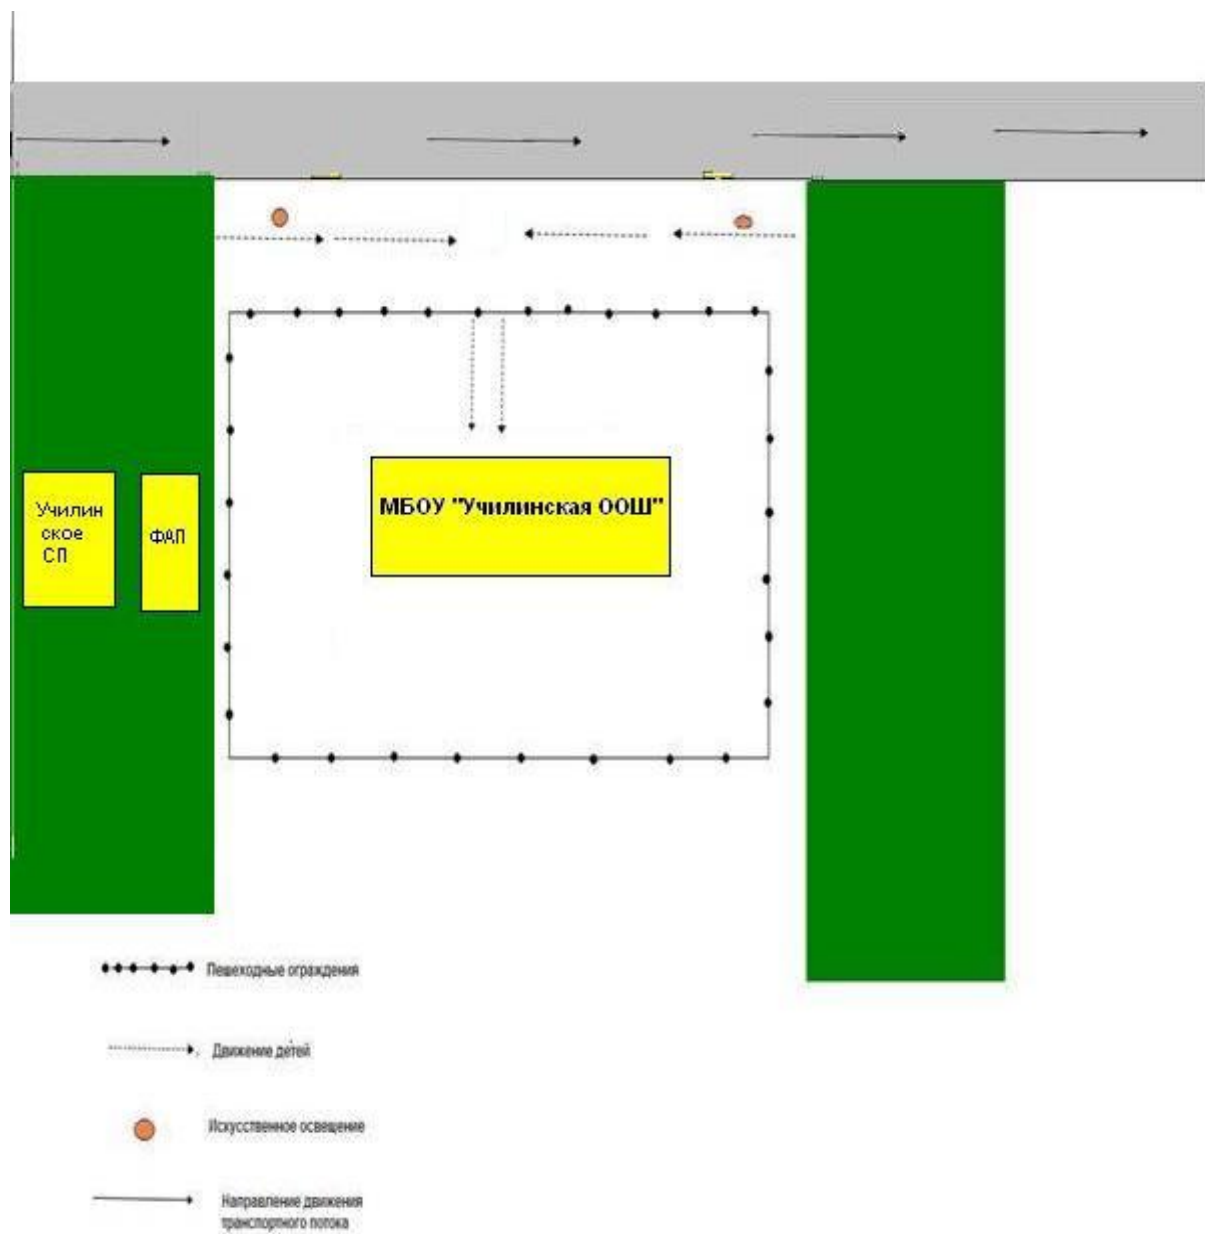 Училин
ское
СП
ФАП
МБОУ "Училинская ООШ"
Пешеходные ограждения
Движение детей
Искусственное освещение
Направление движения
транспортного потока